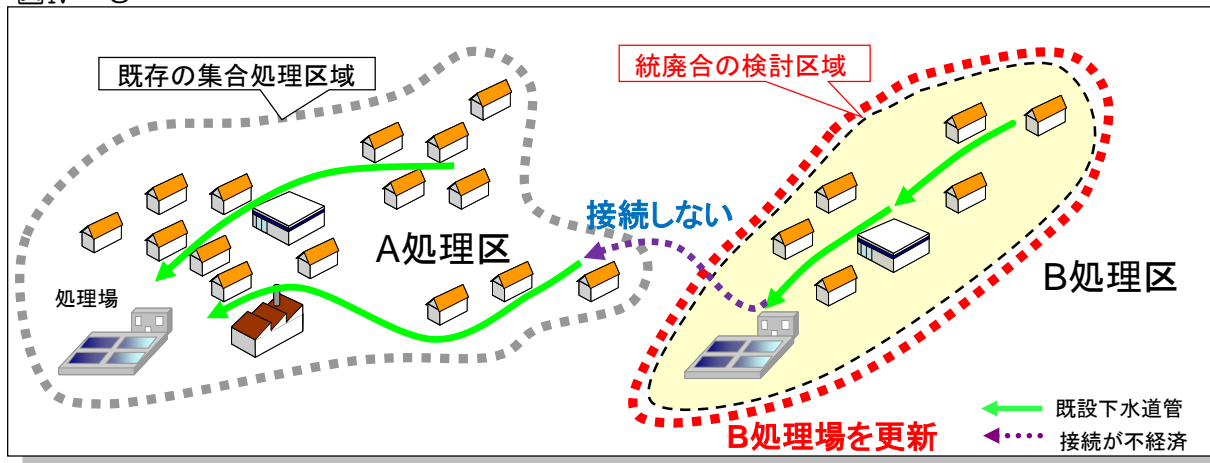 既存の集合処理区域
統廃合の検討区域
接続しない
A処理区
B処理区
処理場
既設下水道管
B処理場を更新
接続が不経済